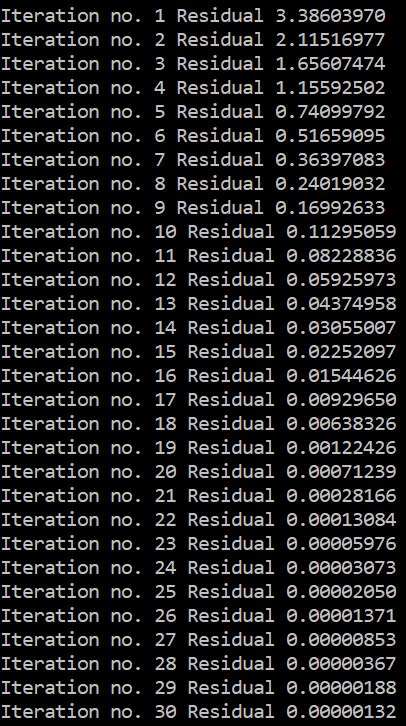 Iteration no. 1 Residual 3.38603970
Iteration no. 2 Residual 2.11516977
Iteration no. 3 Residual 1.65607474
Iteration no. 4 Residual 1.15592502
Iteration no. 5 Residual 0.74099792
Iteration no. 6 Residual 0.51659095
Iteration no. 7 Residual 0.36397083
Iteration no. 8 Residual 0.24019032
Iteration no. 9 Residual 0.16992633
Iteration no. 10 Residual 0.11295059
Iteration no. 11 Residual 0.08228836
Iteration no. 12 Residual 0.05925973
Iteration no. 13 Residual 0.04374958
Iteration no. 14 Residual 0.03055007
Iteration no. 15 Residual 0.02252097
Iteration no. 16 Residual 0.01544626
Iteration no. 17 Residual 0.00929650
Iteration no. 18 Residual 0.00638326
Iteration no. 19 Residual 0.00122426
Iteration no. 20 Residual 0.00071239
Iteration no. 21 Residual 0.00028166
Iteration no. 22 Residual 0.00013084
Iteration no. 23 Residual 0.00005976
Iteration no. 24 Residual 0.00003073
Iteration no. 25 Residual 0.00002050
Iteration no. 26 Residual 0.00001371
Iteration no. 27 Residual 0.00000853
Iteration no. 28 Residual 0.00000367
Iteration no. 29 Residual 0.00000188
Iteration no. 30 Residual 0.00000132